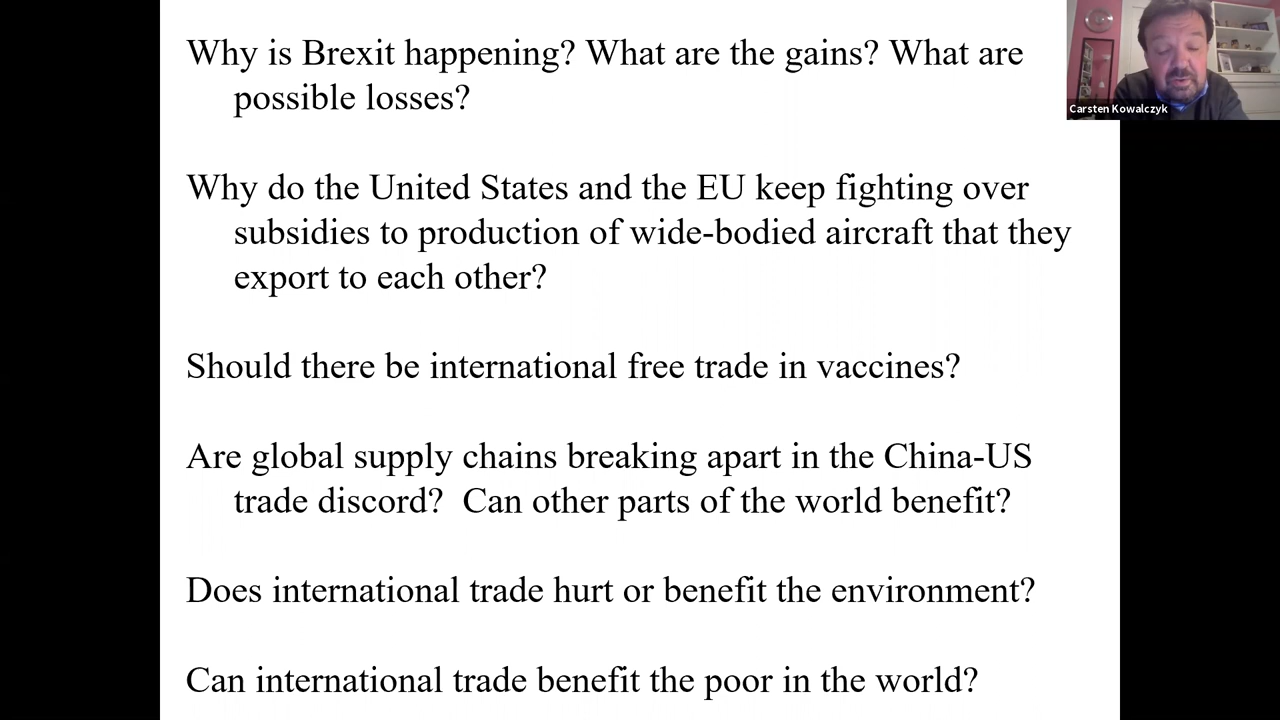 Why is Brexit happening? What are the gains? What are
possible losses?
Carsten Kowalczyk
Why do the United States and the EU keep fighting over
subsidies to production of wide-bodied aircraft that they
export to each other?
Should there be international free trade in vaccines?
Are global supply chains breaking apart in the China-US
trade discord?  Can other parts of the world benefit?
Does international trade hurt or benefit the environment?
Can international trade benefit the poor in the world?